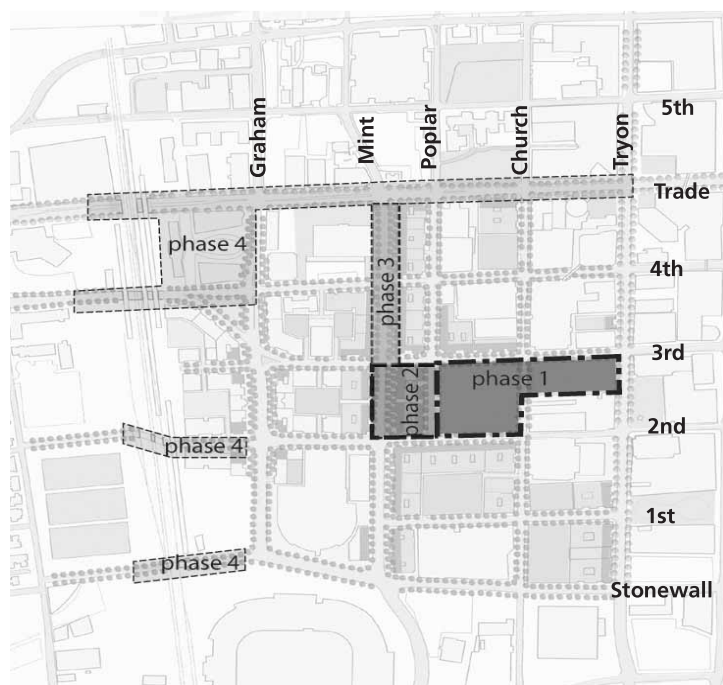 5th
Graham
Mint
Poplar
Church
Tryon
Trade
phase 4
4th
phase 3
3rd
phase 2
phase 1
2nd
phase 4
1st
phase 4
Stonewall